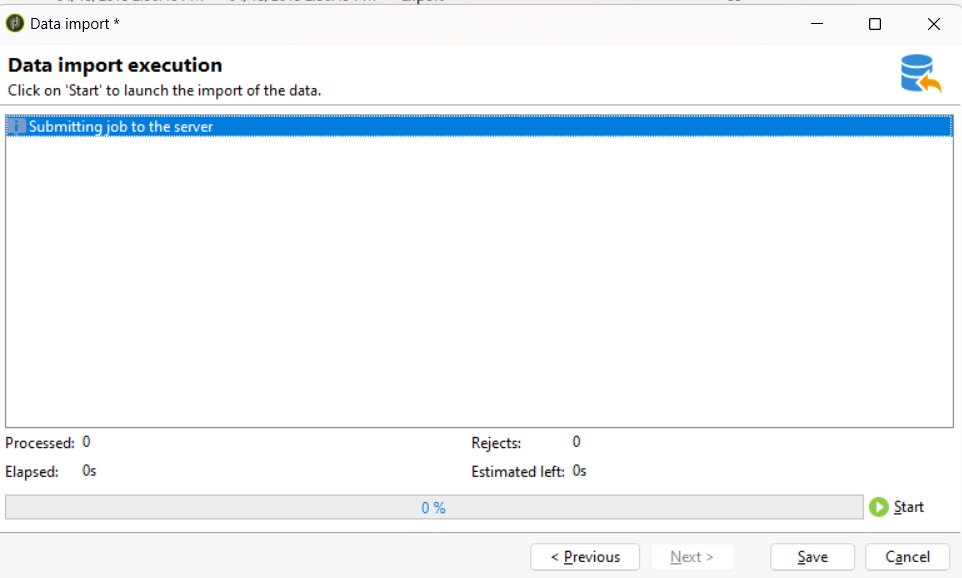 Data import *
Data import execution
Click on 'Start' to launch the import of the data.
Submitting job to the server
Processed: 0
Rejects: 0
Elapsed: 0s
Estimated left: 0s
0 %
Start
< Previous
Next >
Save
Cancel